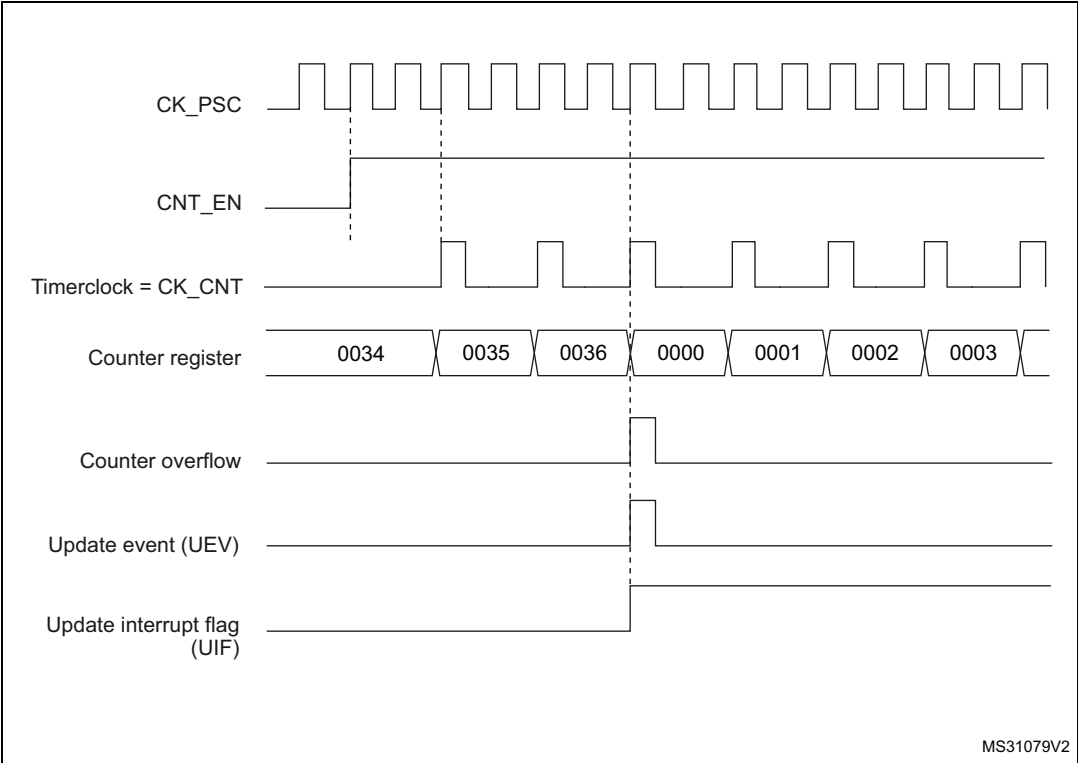 CK_PSC
CNT_EN
Timerclock = CK_CNT
Counter register 0034 0035 0036 0000 0001 0002 0003
Counter overflow
Update event (UEV)
Update interrupt flag
(UIF)
MS31079V2